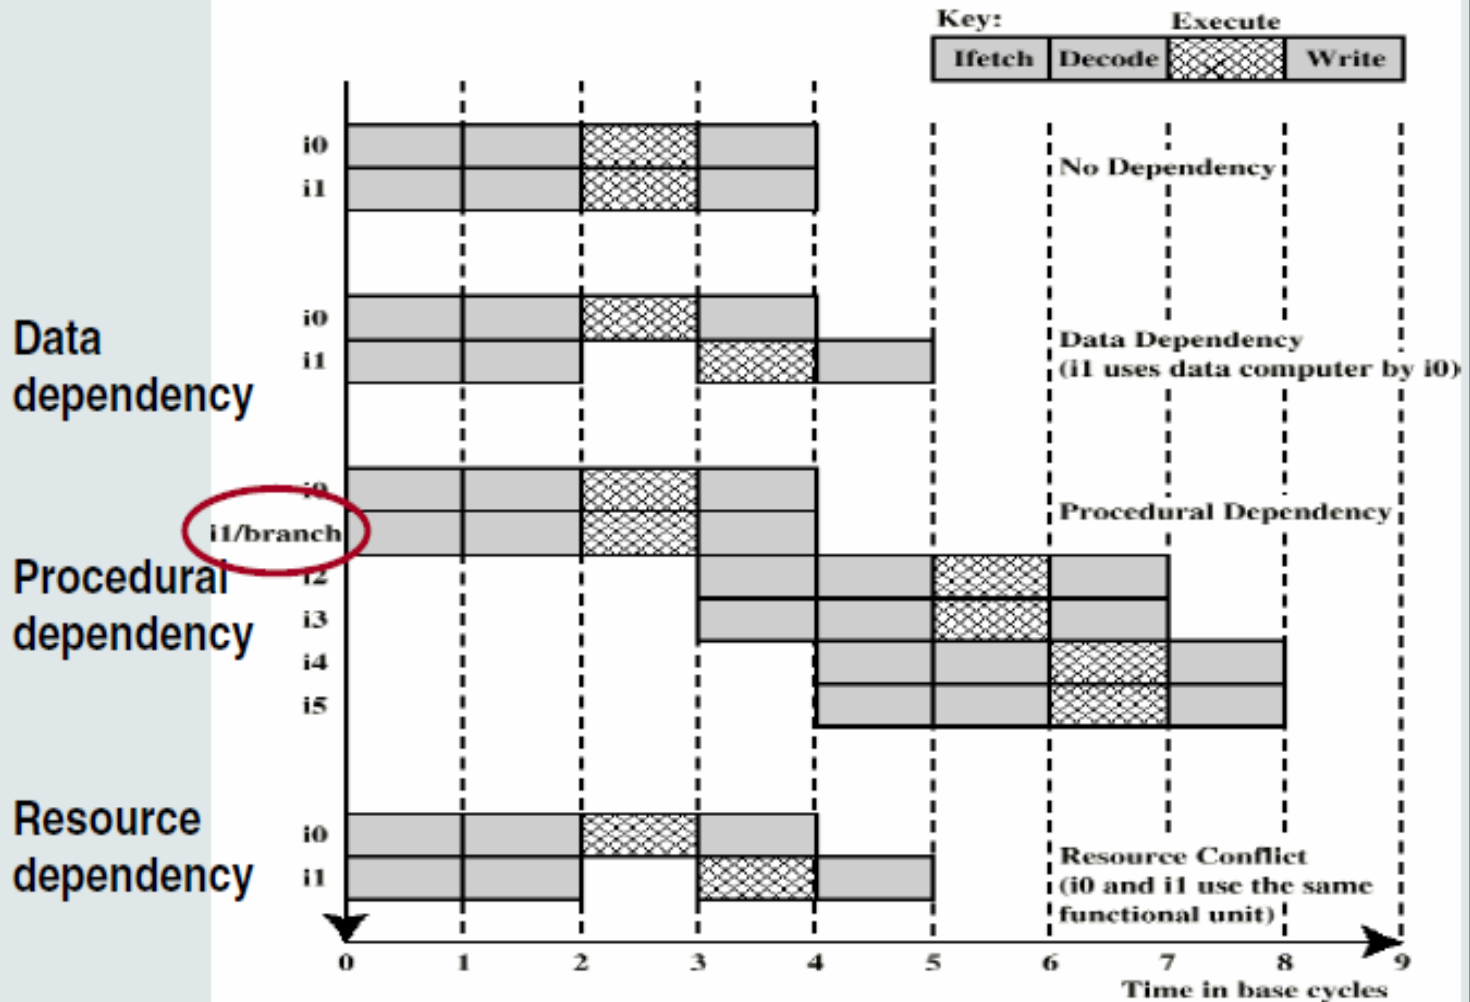 Key:
Execute
Ifetch Decode Write
i0
i1
No Dependency
Data
dependency
i0
i1
Data Dependency
(i1 uses data computer by i0)
i0
i1/branch
Procedural Dependency
Procedural
dependency
i2
i3
i4
i5
Resource
dependency
i0
i1
Resource Conflict
(i0 and i1 use the same
functional unit)
0 1 2 3 4 5 6 7 8 9
Time in base cycles